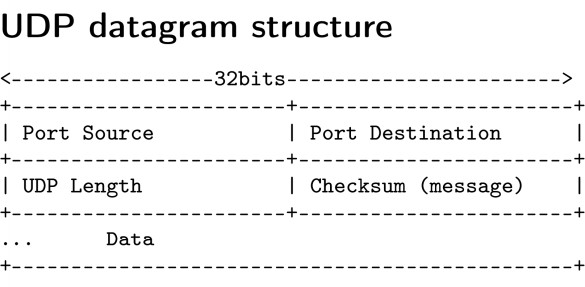 UDP datagram structure
<-----------------32bits----------------------->
+-----------------------+-----------------------+
| Port Source           | Port Destination      |
+-----------------------+-----------------------+
| UDP Length            | Checksum (message)    |
+-----------------------+-----------------------+
...      Data
+-----------------------------------------------+